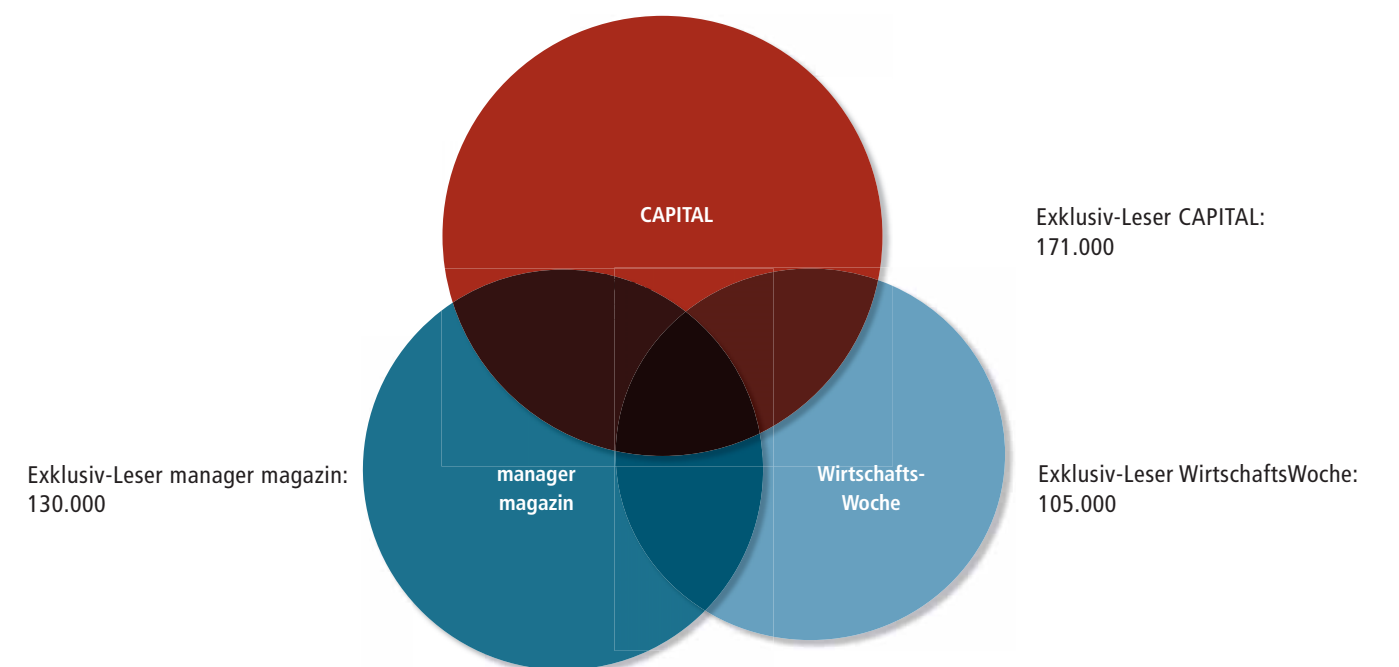 CAPITAL
Exklusiv-Leser CAPITAL:
171.000
Exklusiv-Leser manager magazin:
130.000
manager
magazin
Wirtschafts-
Woche
Exklusiv-Leser WirtschaftsWoche:
105.000